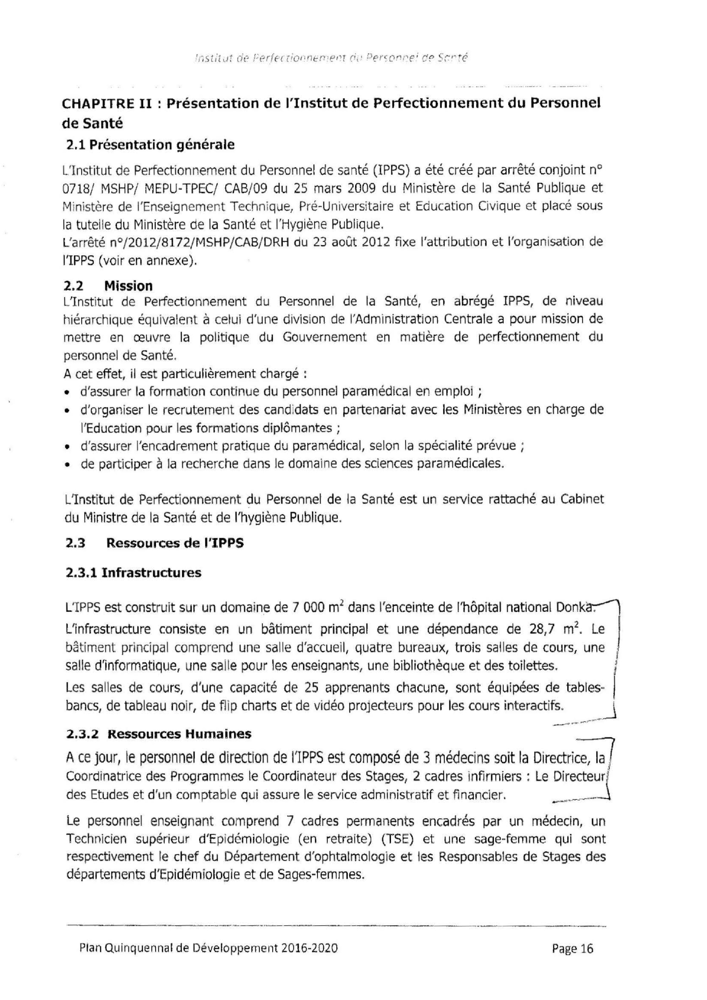 Institut de Perfectionnement du Personnel de Santé
CHAPITRE II : Présentation de l'Institut de Perfectionnement du Personnel
de Santé
2.1 Présentation générale
L'Institut de Perfectionnement du Personnel de santé (IPPS) a été créé par arrêté conjoint n°
0718/ MSHP/ MEPU-TPEC/ CAB/09 du 25 mars 2009 du Ministère de la Santé Publique et
Ministère de l'Enseignement Technique, Pré-Universitaire et Education Civique et placé sous
la tutelle du Ministère de la Santé et l'Hygiène Publique.
L'arrêté n°/2012/8172/MSHP/CAB/DRH du 23 août 2012 fixe l'attribution et l'organisation de
l'IPPS (voir en annexe).
2.2 Mission
L'Institut de Perfectionnement du Personnel de la Santé, en abrégé IPPS, de niveau
hiérarchique équivalent à celui d'une division de l'Administration Centrale a pour mission de
mettre en œuvre la politique du Gouvernement en matière de perfectionnement du
personnel de Santé.
A cet effet, il est particulièrement chargé :
• d'assurer la formation continue du personnel paramédical en emploi ;
• d'organiser le recrutement des candidats en partenariat avec les Ministères en charge de
l'Education pour les formations diplômantes ;
• d'assurer l'encadrement pratique du paramédical, selon la spécialité prévue ;
• de participer à la recherche dans le domaine des sciences paramédicales.
L'Institut de Perfectionnement du Personnel de la Santé est un service rattaché au Cabinet
du Ministre de la Santé et de l'hygiène Publique.
2.3 Ressources de l'IPPS
2.3.1 Infrastructures
L'IPPS est construit sur un domaine de 7 000 m² dans l'enceinte de l'hôpital national Donka.
L'infrastructure consiste en un bâtiment principal et une dépendance de 28,7 m². Le
bâtiment principal comprend une salle d'accueil, quatre bureaux, trois salles de cours, une
salle d'informatique, une salle pour les enseignants, une bibliothèque et des toilettes.
Les salles de cours, d'une capacité de 25 apprenants chacune, sont équipées de tables-
bancs, de tableau noir, de flip charts et de vidéo projecteurs pour les cours interactifs.
2.3.2 Ressources Humaines
A ce jour, le personnel de direction de l'IPPS est composé de 3 médecins soit la Directrice, la
Coordinatrice des Programmes le Coordinateur des Stages, 2 cadres infirmiers : Le Directeur
des Etudes et d'un comptable qui assure le service administratif et financier.
Le personnel enseignant comprend 7 cadres permanents encadrés par un médecin, un
Technicien supérieur d'Epidémiologie (en retraite) (TSE) et une sage-femme qui sont
respectivement le chef du Département d'ophtalmologie et les Responsables de Stages des
départements d'Epidémiologie et de Sages-femmes.
Plan Quinquennal de Développement 2016-2020 Page 16